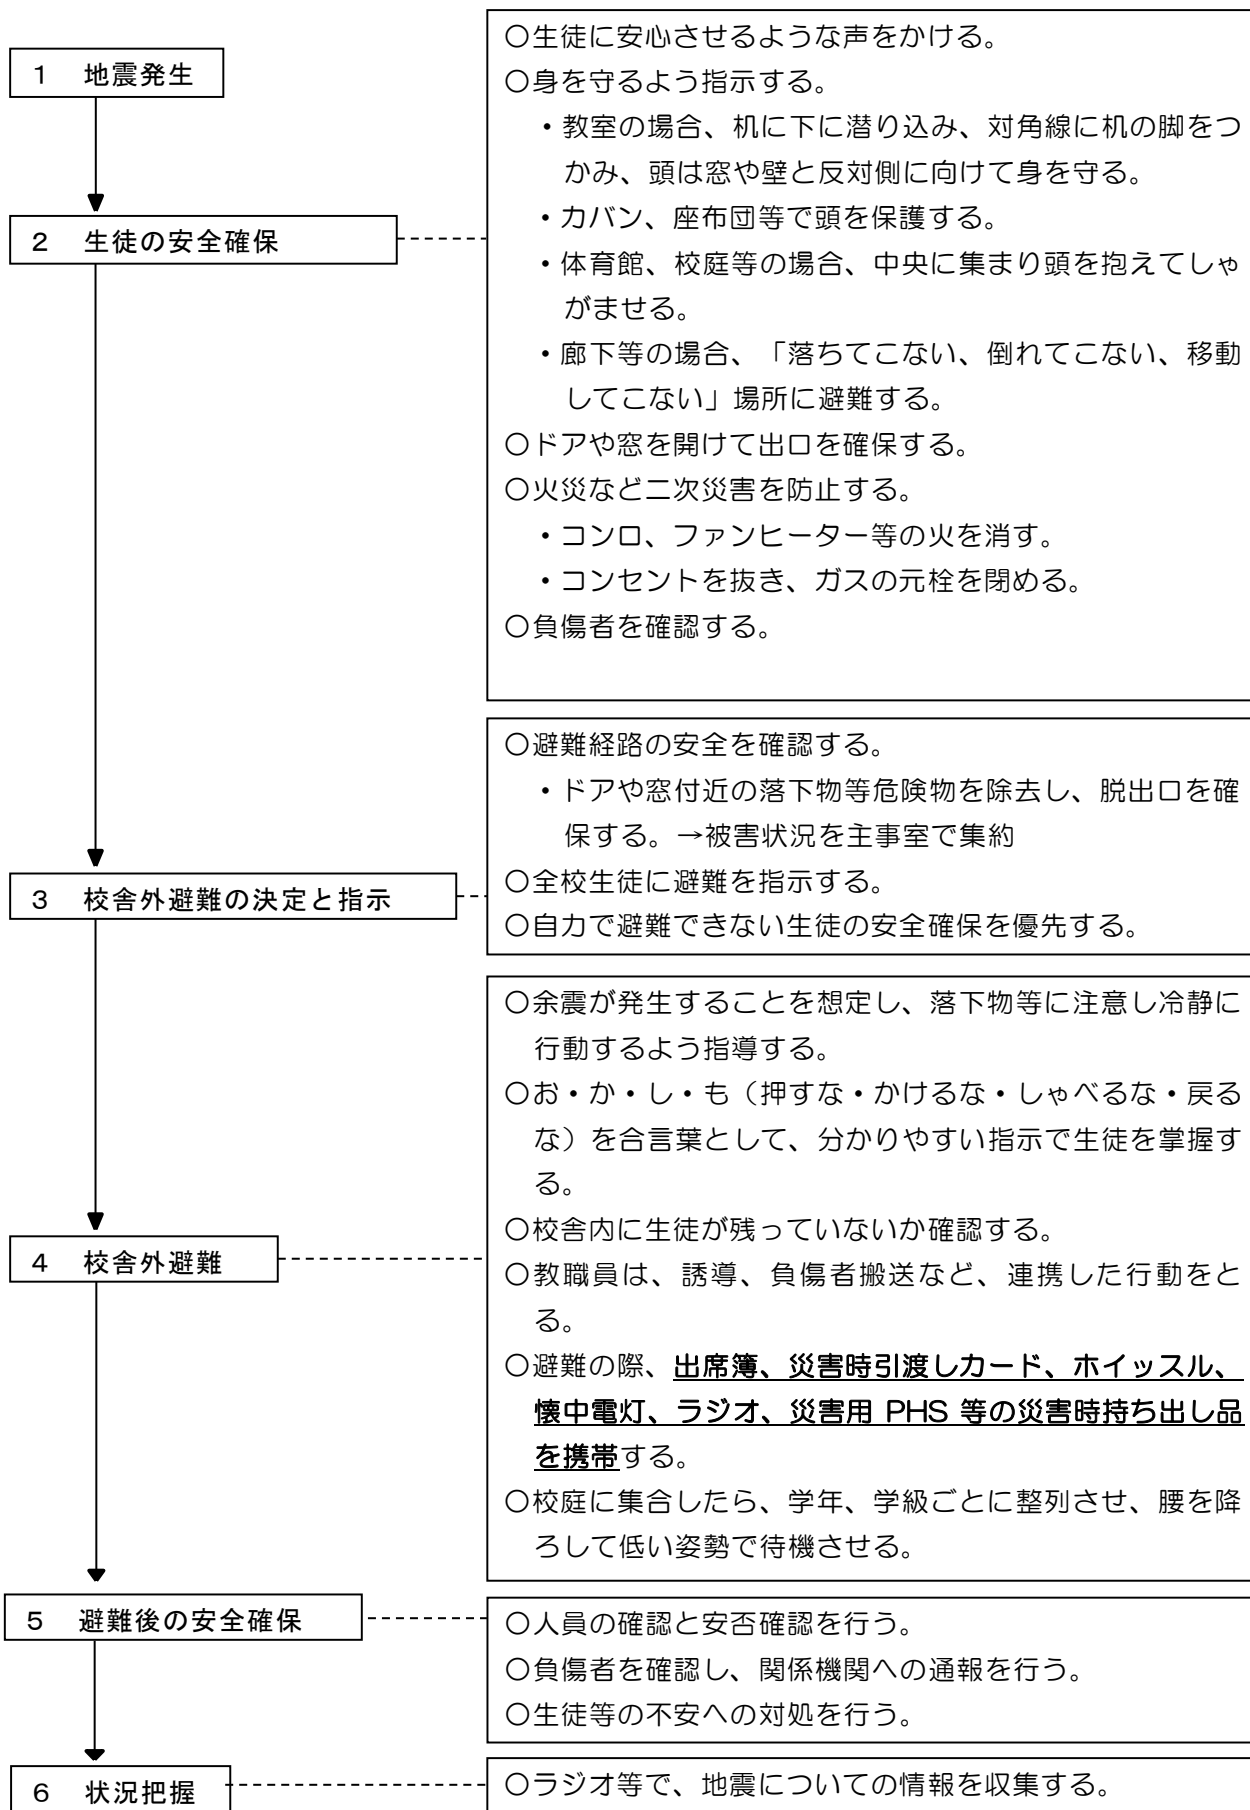 1 地震発生
〇生徒に安心させるような声をかける。
〇身を守るよう指示する。
・教室の場合、机に下に潜り込み、対角線に机の脚をつ
かみ、頭は窓や壁と反対側に向けて身を守る。
2 生徒の安全確保
・カバン、座布団等で頭を保護する。
・体育館、校庭等の場合、中央に集まり頭を抱えてしゃ
がませる。
・廊下等の場合、「落ちてこない、倒れてこない、移動
してこない」場所に避難する。
〇ドアや窓を開けて出口を確保する。
〇火災など二次災害を防止する。
・コンロ、ファンヒーター等の火を消す。
・コンセントを抜き、ガスの元栓を閉める。
〇負傷者を確認する。
3 校舎外避難の決定と指示
〇避難経路の安全を確認する。
・ドアや窓付近の落下物等危険物を除去し、脱出口を確
保する。→被害状況を主事室で集約
〇全校生徒に避難を指示する。
〇自力で避難できない生徒の安全確保を優先する。
4 校舎外避難
〇余震が発生することを想定し、落下物等に注意し冷静に
行動するよう指導する。
〇お・か・し・も（押すな・かけるな・しゃべるな・戻る
な）を合言葉として、分かりやすい指示で生徒を掌握す
る。
〇校舎内に生徒が残っていないか確認する。
〇教職員は、誘導、負傷者搬送など、連携した行動をと
る。
〇避難の際、出席簿、災害時引渡しカード、ホイッスル、
懐中電灯、ラジオ、災害用 PHS 等の災害時持ち出し品
を携帯する。
〇校庭に集合したら、学年、学級ごとに整列させ、腰を降
ろして低い姿勢で待機させる。
5 避難後の安全確保
〇人員の確認と安否確認を行う。
〇負傷者を確認し、関係機関への通報を行う。
〇生徒等の不安への対処を行う。
6 状況把握
〇ラジオ等で、地震についての情報を収集する。